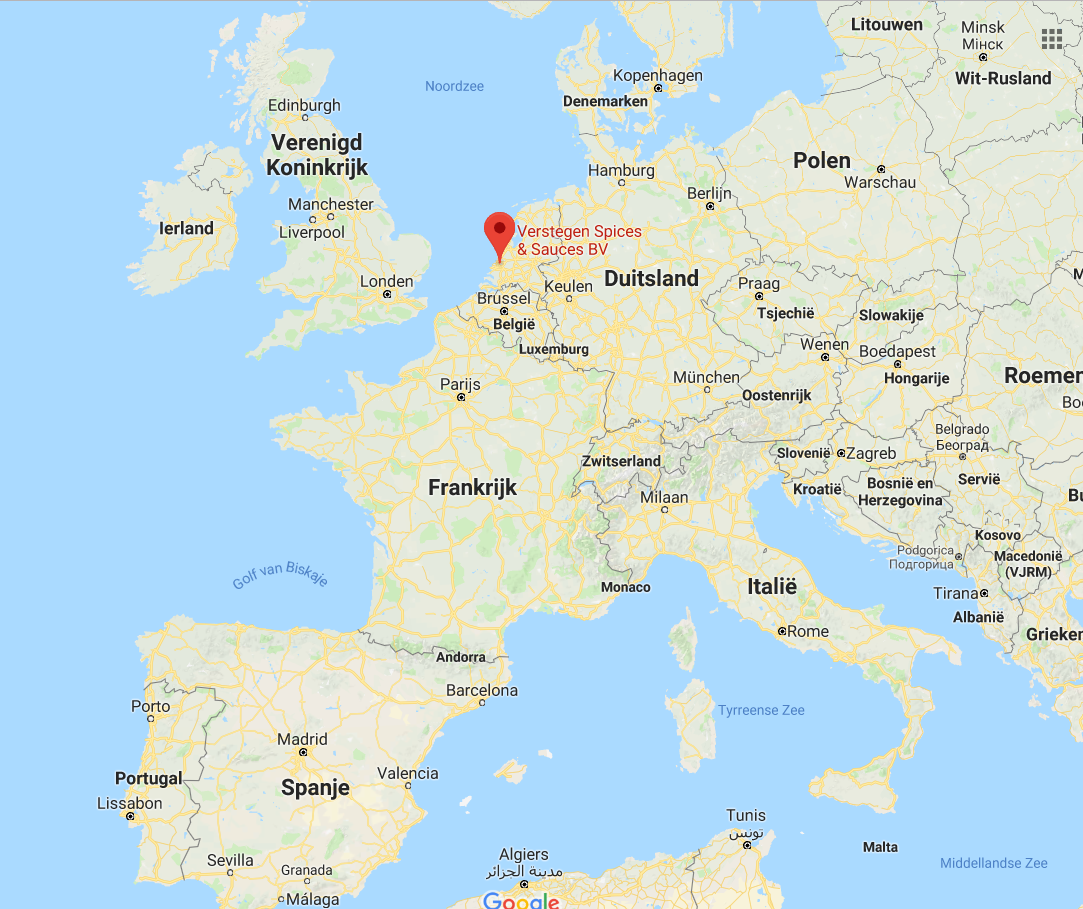 Litouwen
Minsk
Мінск
Wit-Rusland
Noordzee
Kopenhagen
Denemarken
Edinburgh
Verenigd
Koninkrijk
Polen
Warschau
Hamburg
Berlijn
Manchester
Liverpool
Ierland
Verstegen Spices
& Sauces BV
Londen
Keulen
Duitsland
Praag
Tsjechië
Brussel
België
Slowakije
Luxemburg
Wenen
Boedapest
Hongarije
Parijs
München
Oostenrijk
Roemen
Boe
Belgrado
Београд
Zwitserland
Slovenië
Zagreb
Servië
Frankrijk
Milaan
Kroatië
Bosnië en
Herzegovina
Bu
Kosovo
Podgorica
Подгорица
Macedonië
(VJRM)
Golf van Biskaje
Monaco
Italië
Tirana
Albanië
Rome
Grieken
Andorra
Barcelona
Porto
Tyrreense Zee
Madrid
Valencia
Portugal
Spanje
Lissabon
Tunis
تونس
Malta
Sevilla
Granada
Algiers
مدينة الجزائر
Middellandse Zee
Málaga
Google